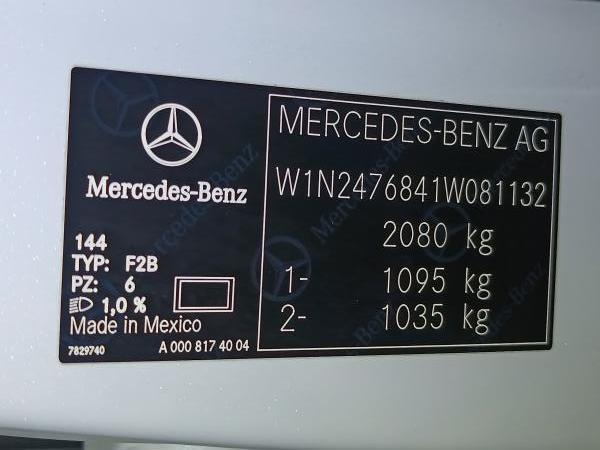 Mercedes-Benz
144
TYP: F2B
PZ: 6
1,0 %
Made in Mexico
7829740 A 000 817 40 04
MERCEDES-BENZ AG
W1N2476841W081132
2080 kg
1- 1095 kg
2- 1035 kg